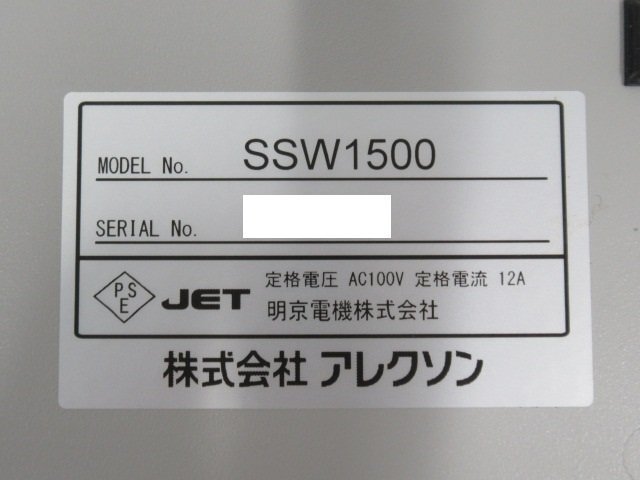 MODEL No. SSW1500
SERIAL No.
PSE JET 定格電圧 AC100V 定格電流 12A
明京電機株式会社
株式会社 アレクソン